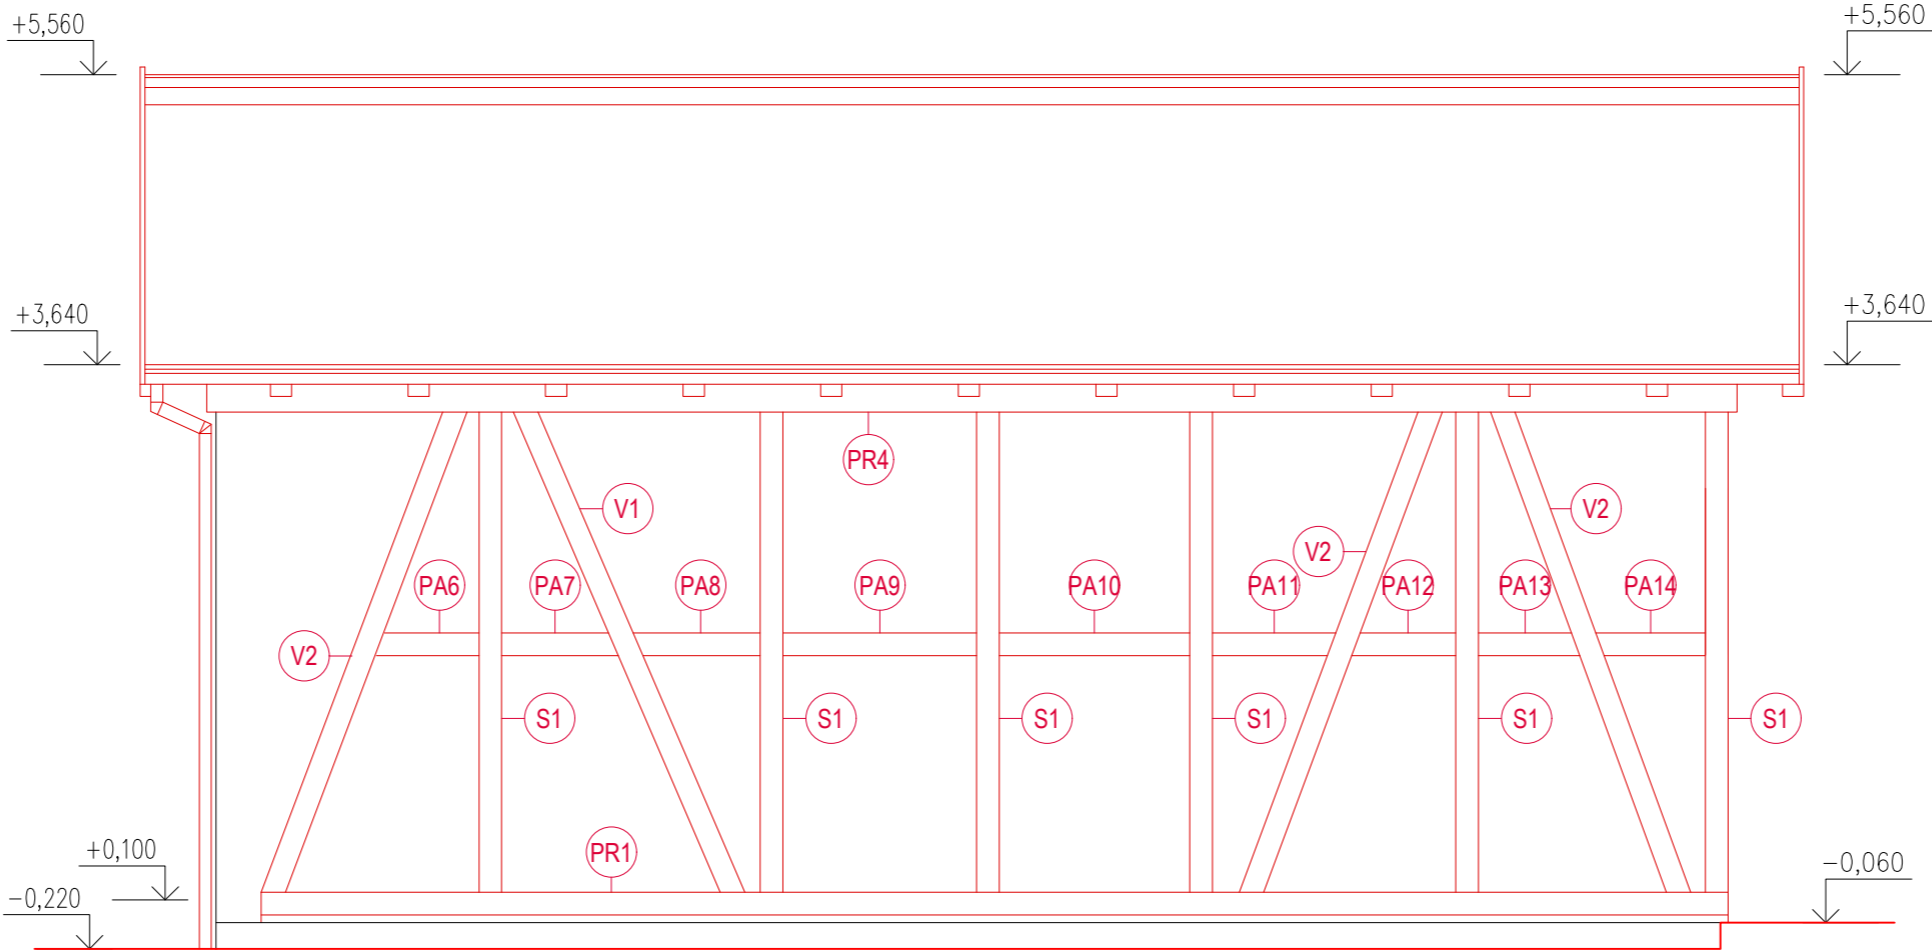 +5,560
+5,560
+3,640
+3,640
PR4
V1
V2
V2
PA6
PA7
PA8
PA9
PA10
PA11
PA12
PA13
PA14
V2
S1
S1
S1
S1
S1
S1
PR1
+0,100
-0,060
-0,220